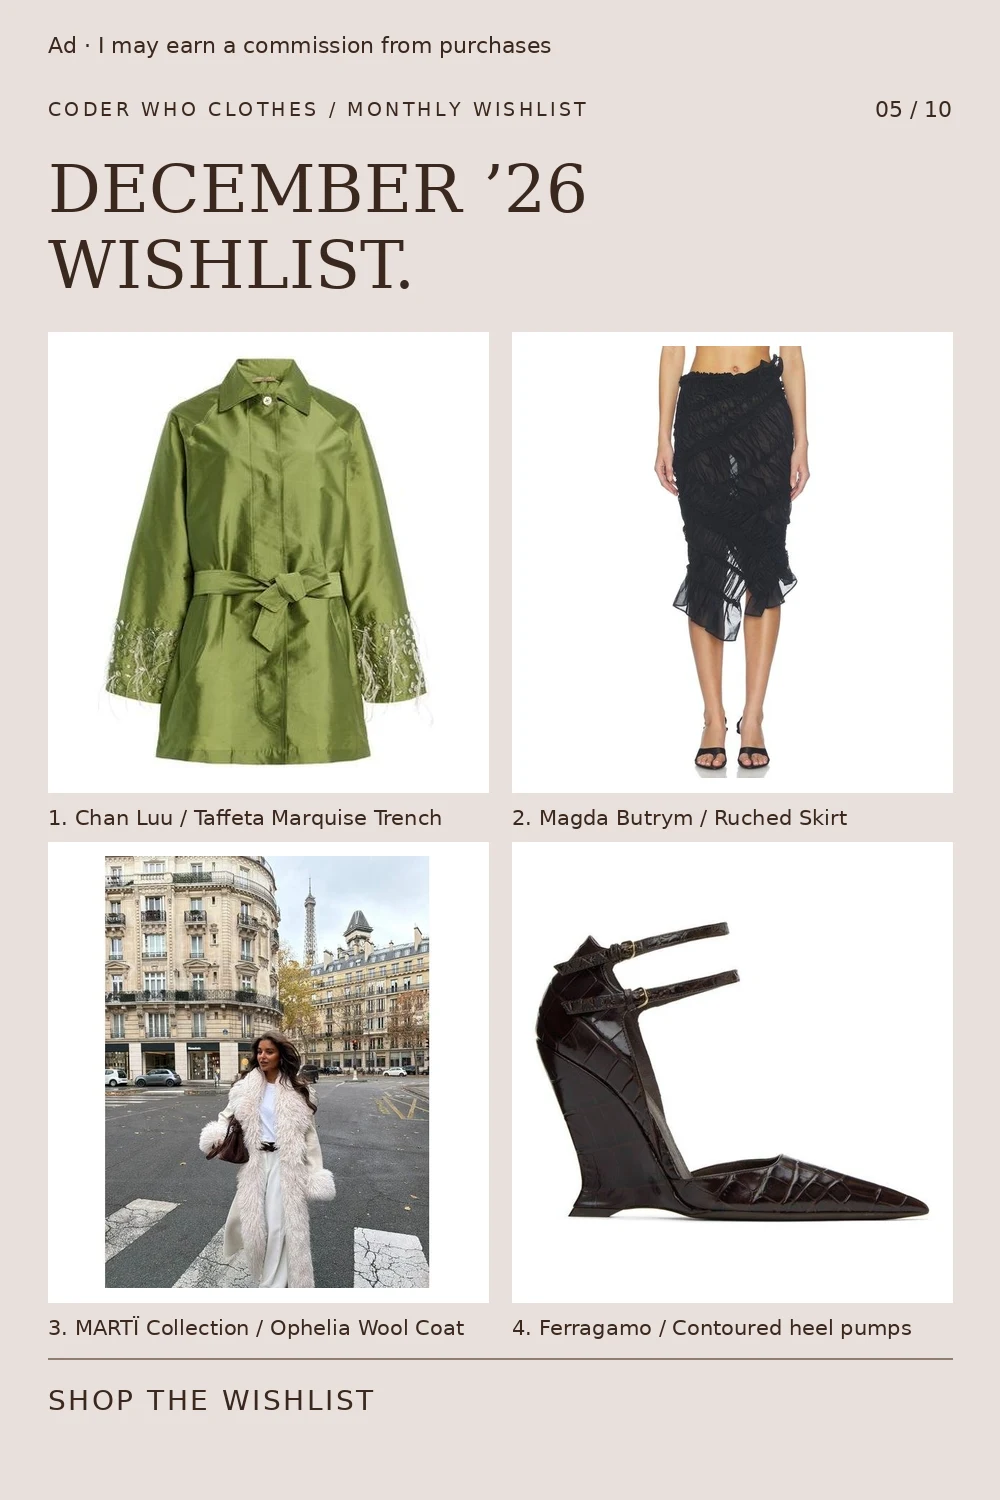 Ad · I may earn a commission from purchases
CODER WHO CLOTHES / MONTHLY WISHLIST
05 / 10
DECEMBER ’26
WISHLIST.
1. Chan Luu / Taffeta Marquise Trench
2. Magda Butrym / Ruched Skirt
3. MARTÏ Collection / Ophelia Wool Coat
4. Ferragamo / Contoured heel pumps
SHOP THE WISHLIST